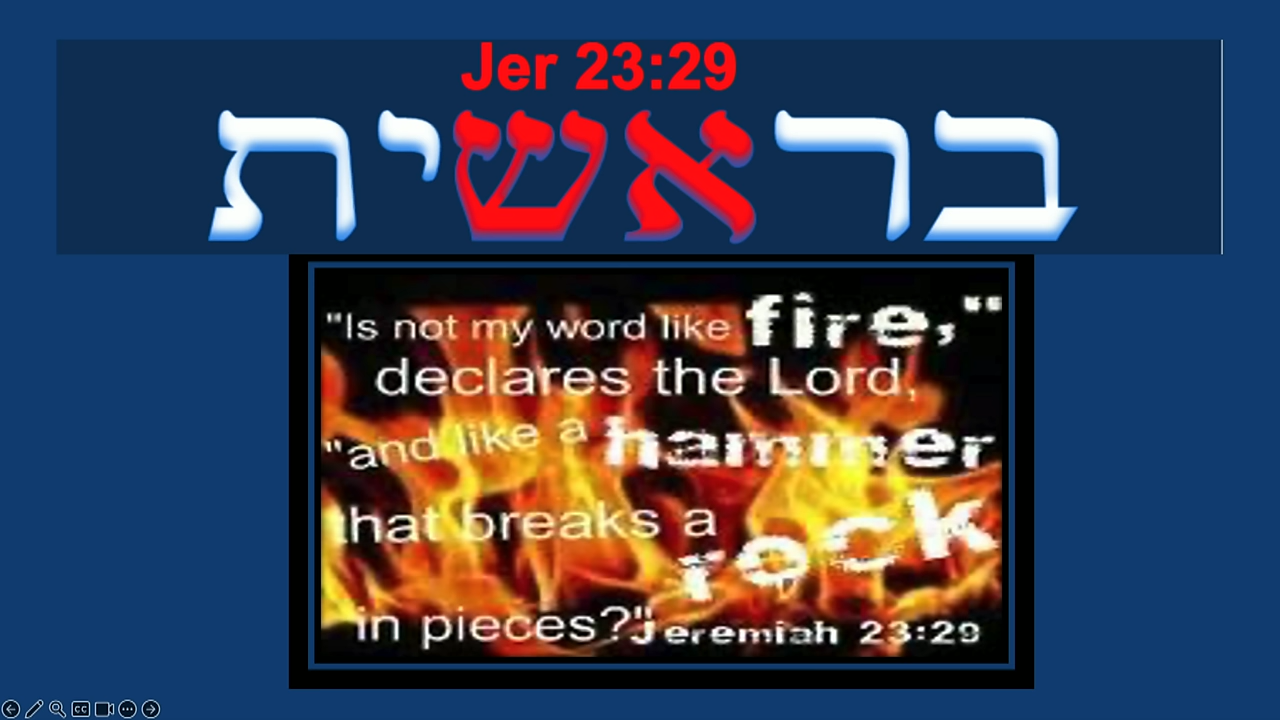 Jer 23:29
בראשית
"Is not my word like fire,"
declares the Lord,
"and like a hammer
that breaks a
rock
in pieces?"
Jeremiah 23:29
CC